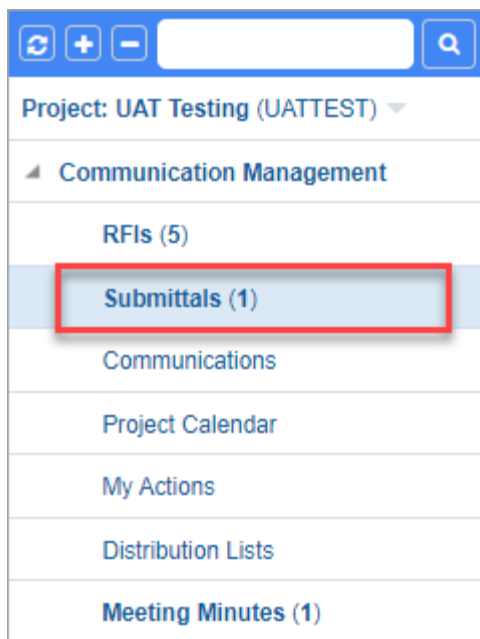 Project: UAT Testing (UATTEST)
Communication Management
RFIs (5)
Submittals (1)
Communications
Project Calendar
My Actions
Distribution Lists
Meeting Minutes (1)